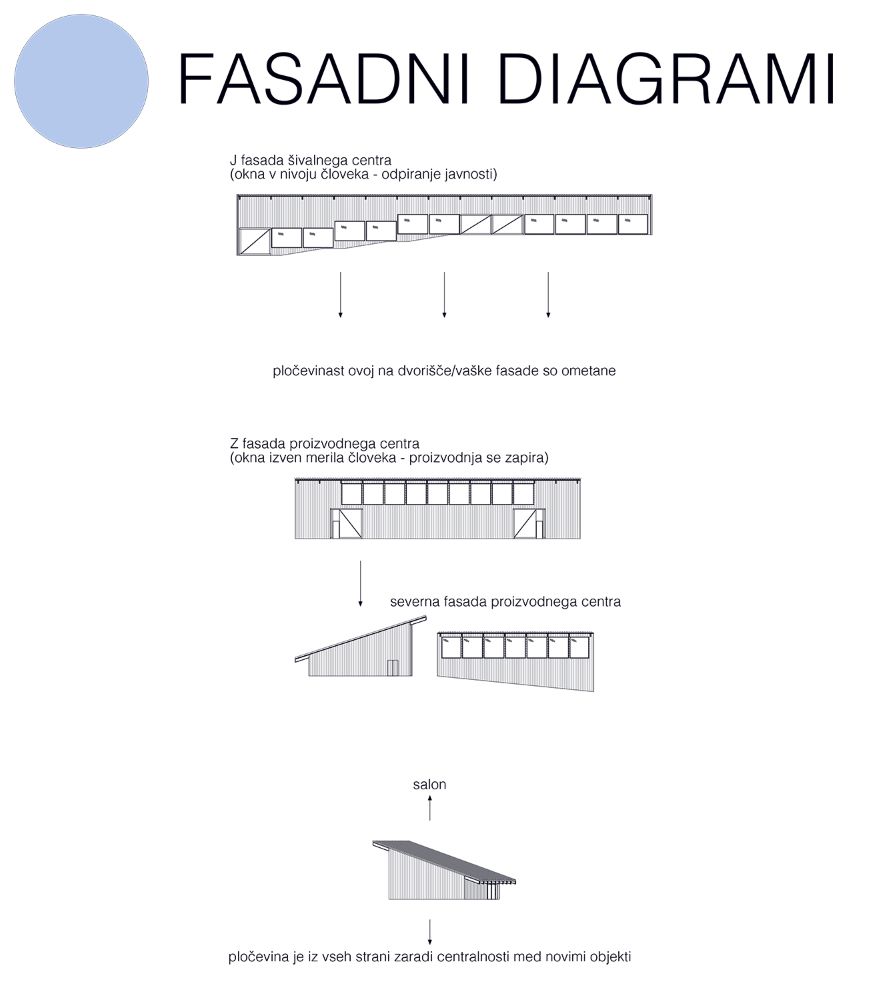 FASADNI DIAGRAMI
J fasada šivalnega centra
(okna v nivoju človeka - odpiranje javnosti)
pločevinast ovoj na dvorišče/vaške fasade so ometane
Z fasada proizvodnega centra
(okna izven merila človeka - proizvodnja se zapira)
severna fasada proizvodnega centra
salon
pločevina je iz vseh strani zaradi centralnosti med novimi objekti